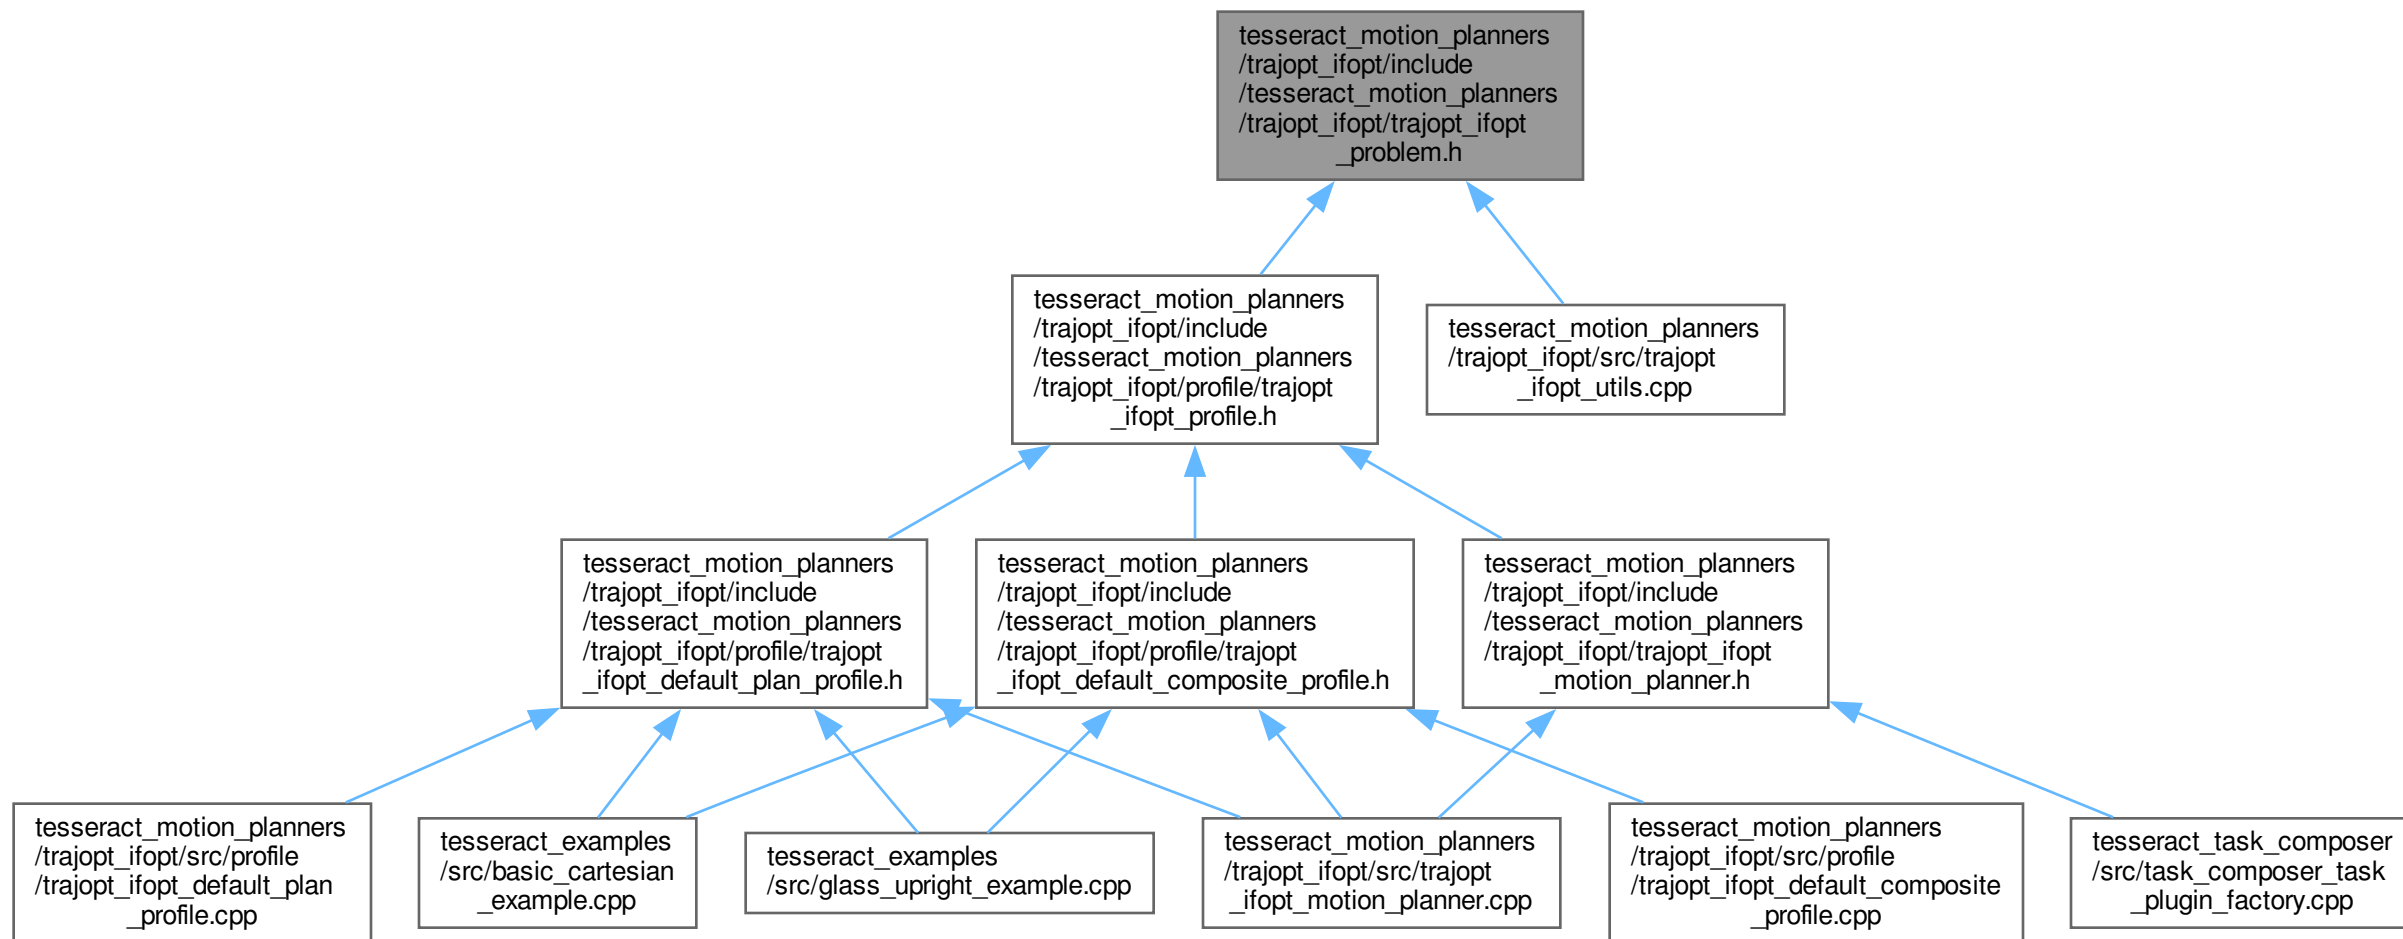 tesseract_motion_planners
/trajopt_ifopt/include
/tesseract_motion_planners
/trajopt_ifopt/trajopt_ifopt
_problem.h
tesseract_motion_planners
/trajopt_ifopt/include
/tesseract_motion_planners
/trajopt_ifopt/profile/trajopt
_ifopt_profile.h
tesseract_motion_planners
/trajopt_ifopt/src/trajopt
_ifopt_utils.cpp
tesseract_motion_planners
/trajopt_ifopt/include
/tesseract_motion_planners
/trajopt_ifopt/profile/trajopt
_ifopt_default_plan_profile.h
tesseract_motion_planners
/trajopt_ifopt/include
/tesseract_motion_planners
/trajopt_ifopt/profile/trajopt
_ifopt_default_composite_profile.h
tesseract_motion_planners
/trajopt_ifopt/include
/tesseract_motion_planners
/trajopt_ifopt/trajopt_ifopt
_motion_planner.h
tesseract_motion_planners
/trajopt_ifopt/src/profile
/trajopt_ifopt_default_plan
_profile.cpp
tesseract_examples
/src/basic_cartesian
_example.cpp
tesseract_examples
/src/glass_upright_example.cpp
tesseract_motion_planners
/trajopt_ifopt/src/trajopt
_ifopt_motion_planner.cpp
tesseract_motion_planners
/trajopt_ifopt/src/profile
/trajopt_ifopt_default_composite
_profile.cpp
tesseract_task_composer
/src/task_composer_task
_plugin_factory.cpp